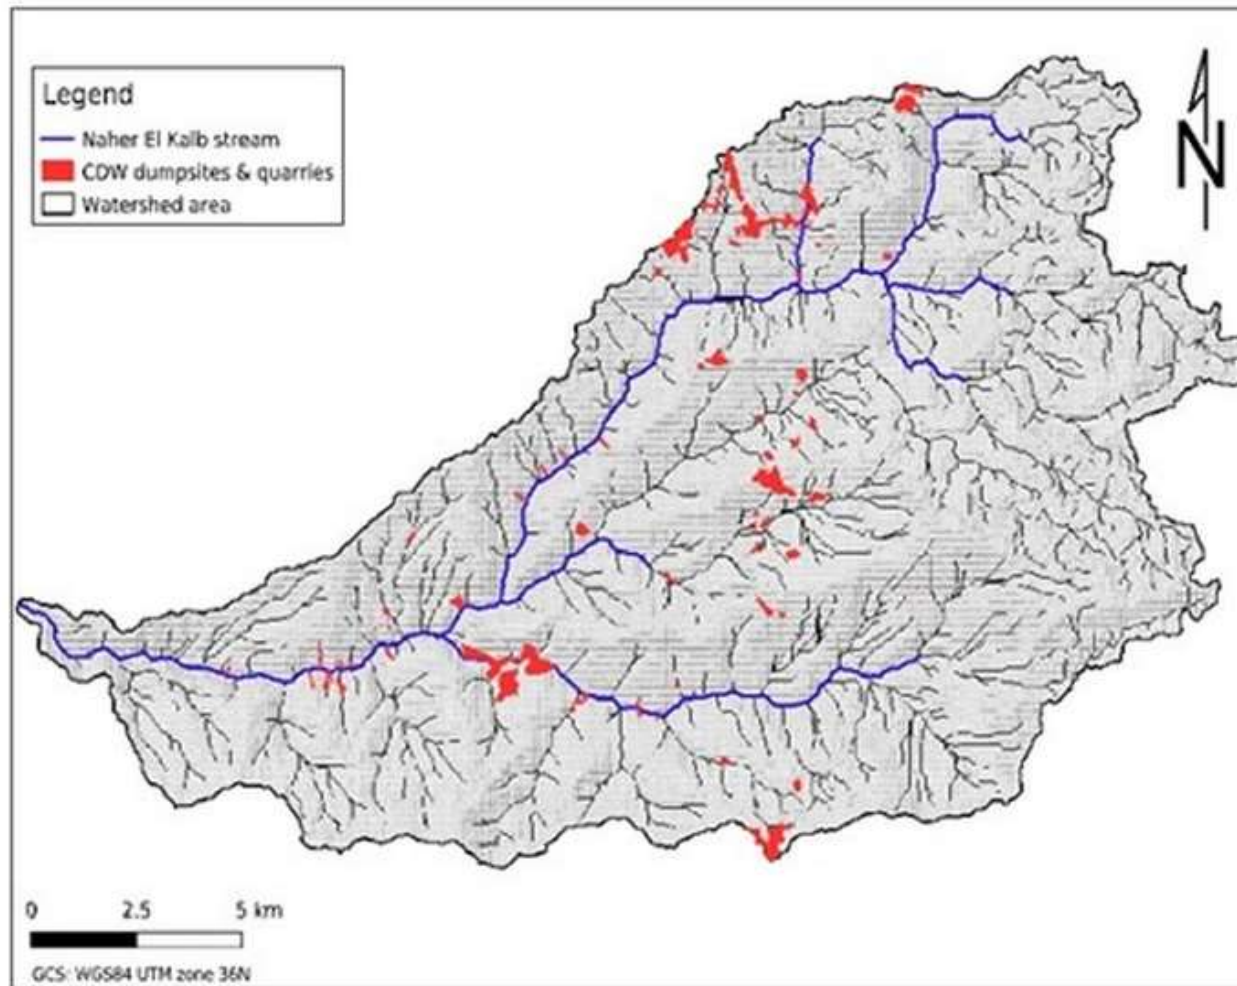 Legend
Naher El Kalb stream
CDW dumpsites & quarries
Watershed area
N
0 2.5 5 km
GCS: WGS84 UTM zone 36N